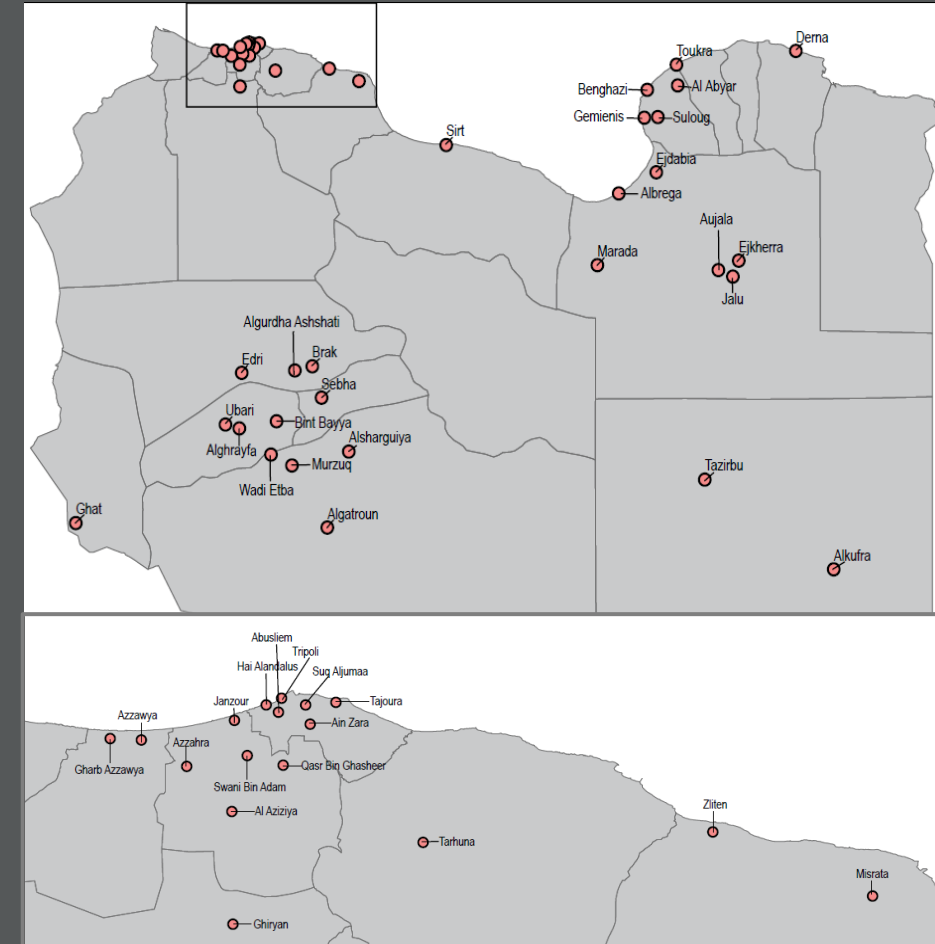 Derna
Toukra
Al Abyar
Benghazi
Gemienis
Suloug
Sirt
Ejdabia
Albrega
Aujala
Ejkherra
Marada
Jalu
Algurdha Ashshati
Brak
Edri
Sebha
Ubari
Bint Bayya
Alsharguiya
Alghrayfa
Murzuq
Tazirbu
Wadi Etba
Ghat
Algatroun
Alkufra
Abusliem
Tripoli
Hai Alandalus
Suq Aljumaa
Janzour
Tajoura
Azzawya
Ain Zara
Azzahra
Gharb Azzawya
Qasr Bin Ghasheer
Swani Bin Adam
Al Aziziya
Zliten
Tarhuna
Misrata
Ghiryan